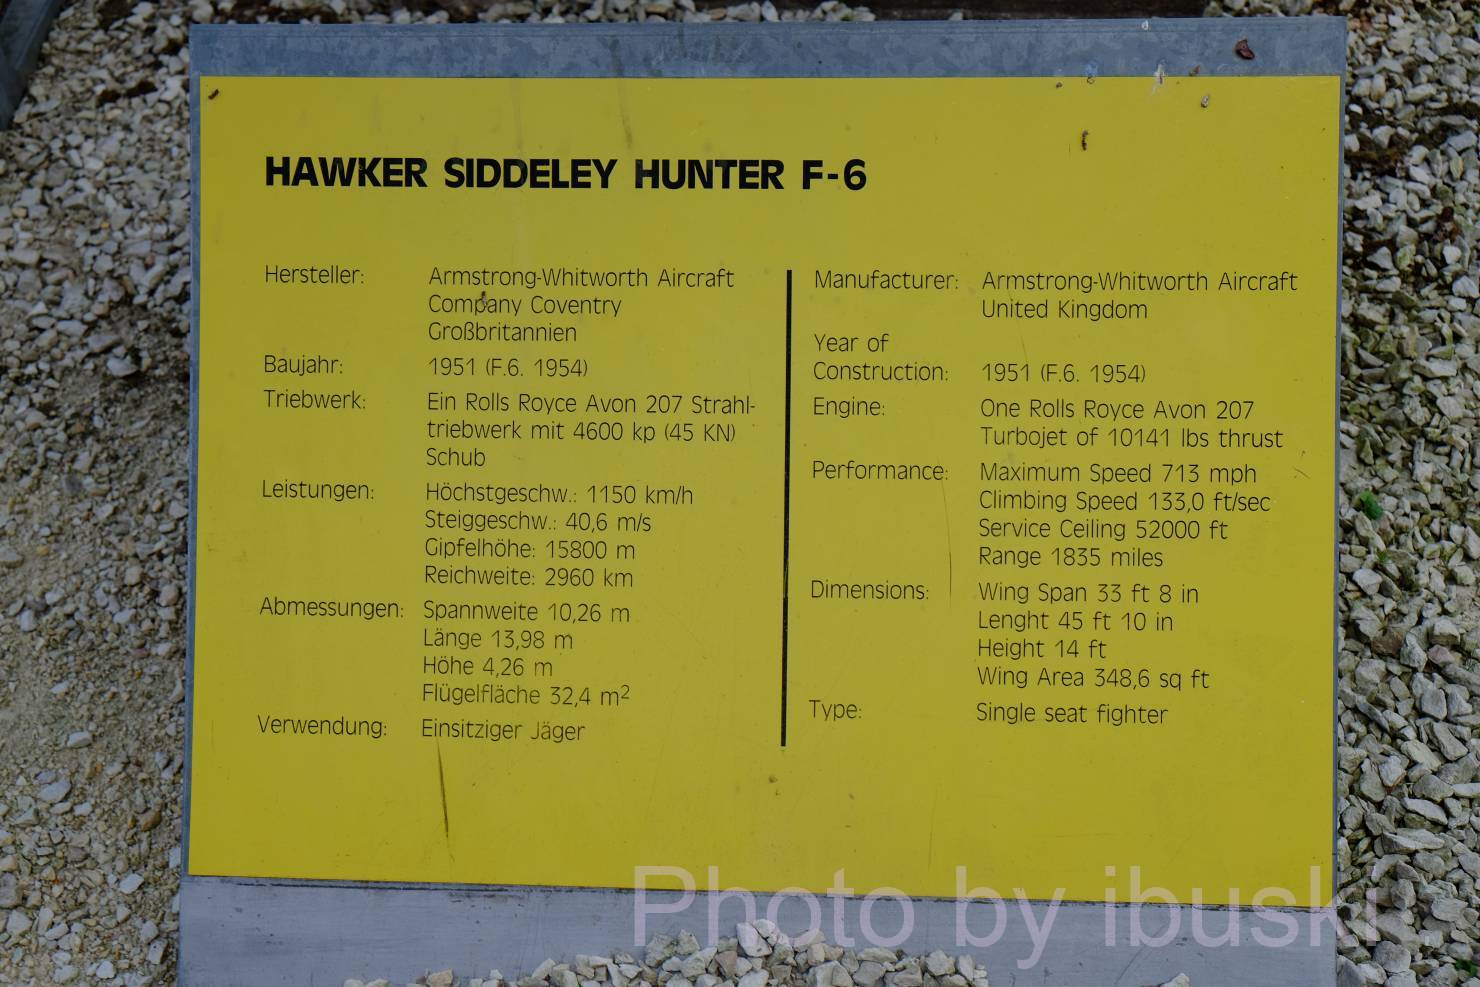 HAWKER SIDDELEY HUNTER F-6
Hersteller: Armstrong-Whitworth Aircraft
Company Coventry
Großbritannien
Baujahr: 1951 (F.6. 1954)
Triebwerk: Ein Rolls Royce Avon 207 Strahl-
triebwerk mit 4600 kp (45 KN)
Schub
Leistungen: Höchstgeschw.: 1150 km/h
Steiggeschw.: 40,6 m/s
Gipfelhöhe: 15800 m
Reichweite: 2960 km
Abmessungen: Spannweite 10,26 m
Länge 13,98 m
Höhe 4,26 m
Flügelfläche 32,4 m²
Verwendung: Einsitziger Jäger
Manufacturer: Armstrong-Whitworth Aircraft
United Kingdom
Year of
Construction: 1951 (F.6. 1954)
Engine: One Rolls Royce Avon 207
Turbojet of 10141 lbs thrust
Performance: Maximum Speed 713 mph
Climbing Speed 133,0 ft/sec
Service Ceiling 52000 ft
Range 1835 miles
Dimensions: Wing Span 33 ft 8 in
Lenght 45 ft 10 in
Height 14 ft
Wing Area 348,6 sq ft
Type: Single seat fighter
Photo by ibuski